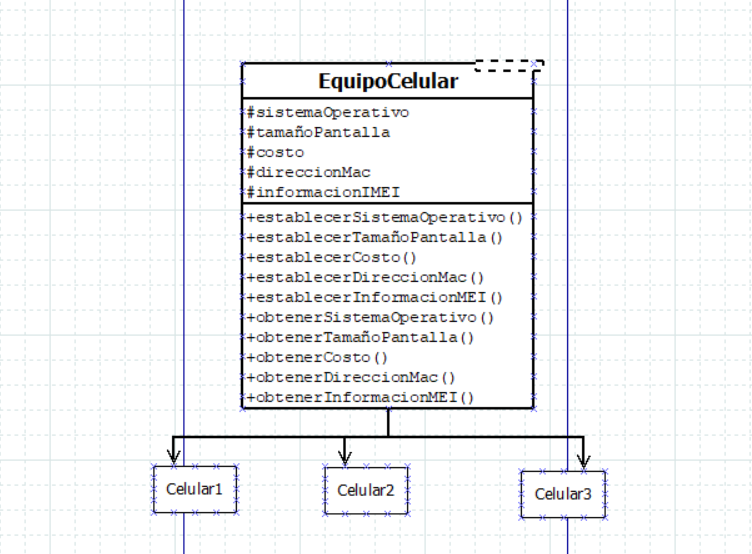 EquipoCelular
#sistemaOperativo
#tamañoPantalla
#costo
#direccionMac
#informacionIMEI
+establecerSistemaOperativo()
+establecerTamañoPantalla()
+establecerCosto()
+establecerDireccionMac()
+establecerInformacionMEI()
+obtenerSistemaOperativo()
+obtenerTamañoPantalla()
+obtenerCosto()
+obtenerDireccionMac()
+obtenerInformacionMEI()
Celular1
Celular2
Celular3